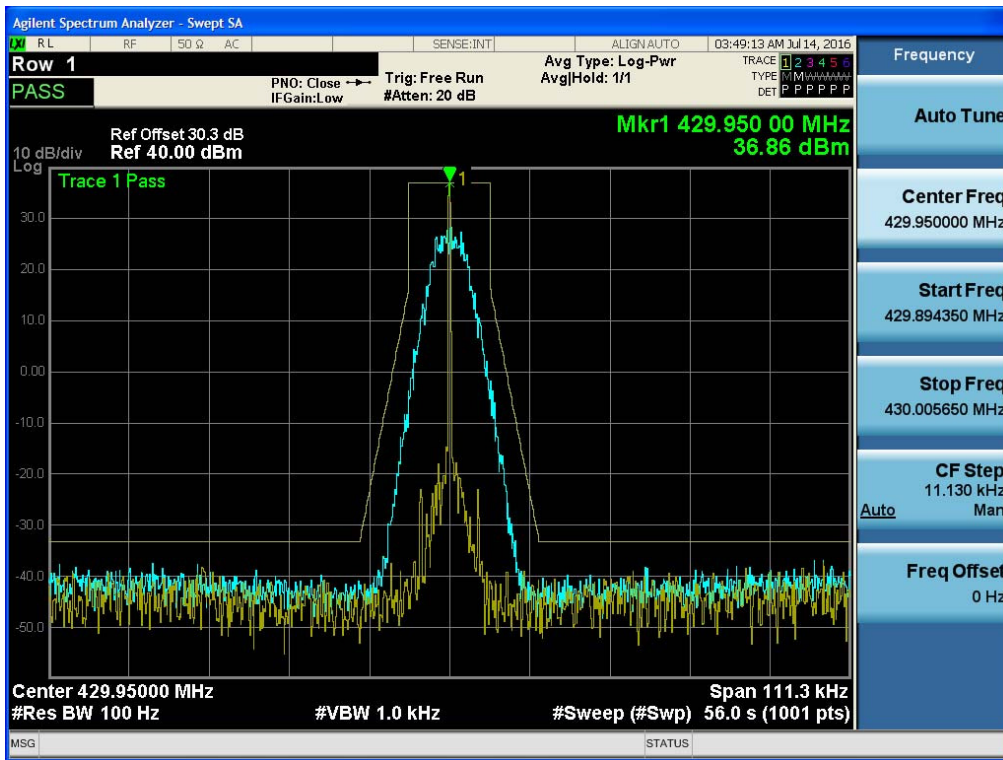 Agilent Spectrum Analyzer - Swept SA
LXI RL RF 50 Ω AC SENSE:INT ALIGNAUTO 03:49:13 AM Jul 14, 2016
Row 1
PASS
PNO: Close
IFGain:Low
Trig: Free Run
#Atten: 20 dB
Avg Type: Log-Pwr
Avg|Hold: 1/1
TRACE 1 2 3 4 5 6
TYPE M M
DET P P P P P P
Ref Offset 30.3 dB
10 dB/div Ref 40.00 dBm
Log
Mkr1 429.950 00 MHz
36.86 dBm
Trace 1 Pass
1
30.0
20.0
10.0
0.00
-10.0
-20.0
-30.0
-40.0
-50.0
Center 429.95000 MHz Span 111.3 kHz
#Res BW 100 Hz #VBW 1.0 kHz #Sweep (#Swp) 56.0 s (1001 pts)
MSG STATUS
Frequency
Auto Tune
Center Freq
429.950000 MHz
Start Freq
429.894350 MHz
Stop Freq
430.005650 MHz
CF Step
11.130 kHz
Auto Man
Freq Offset
0 Hz